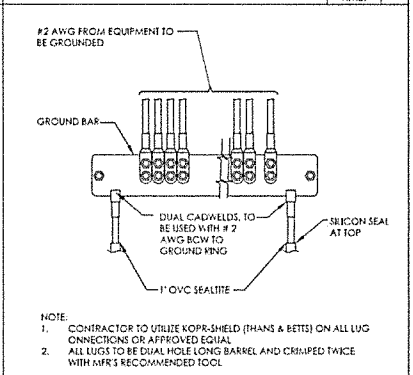 #2 AWG FROM EQUIPMENT TO
BE GROUNDED
GROUND BAR
DUAL CADWELDS, TO
BE USED WITH # 2
AWG BCW TO
GROUND RING
SILICON SEAL
AT TOP
1" OVC SEALTITE
NOTE:
1. CONTRACTOR TO UTILIZE KOPR-SHIELD (THANS & BETTS) ON ALL LUG
ONNECTIONS OR APPROVED EQUAL
2. ALL LUGS TO BE DUAL HOLE LONG BARREL AND CRIMPED TWICE
WITH MFR'S RECOMMENDED TOOL